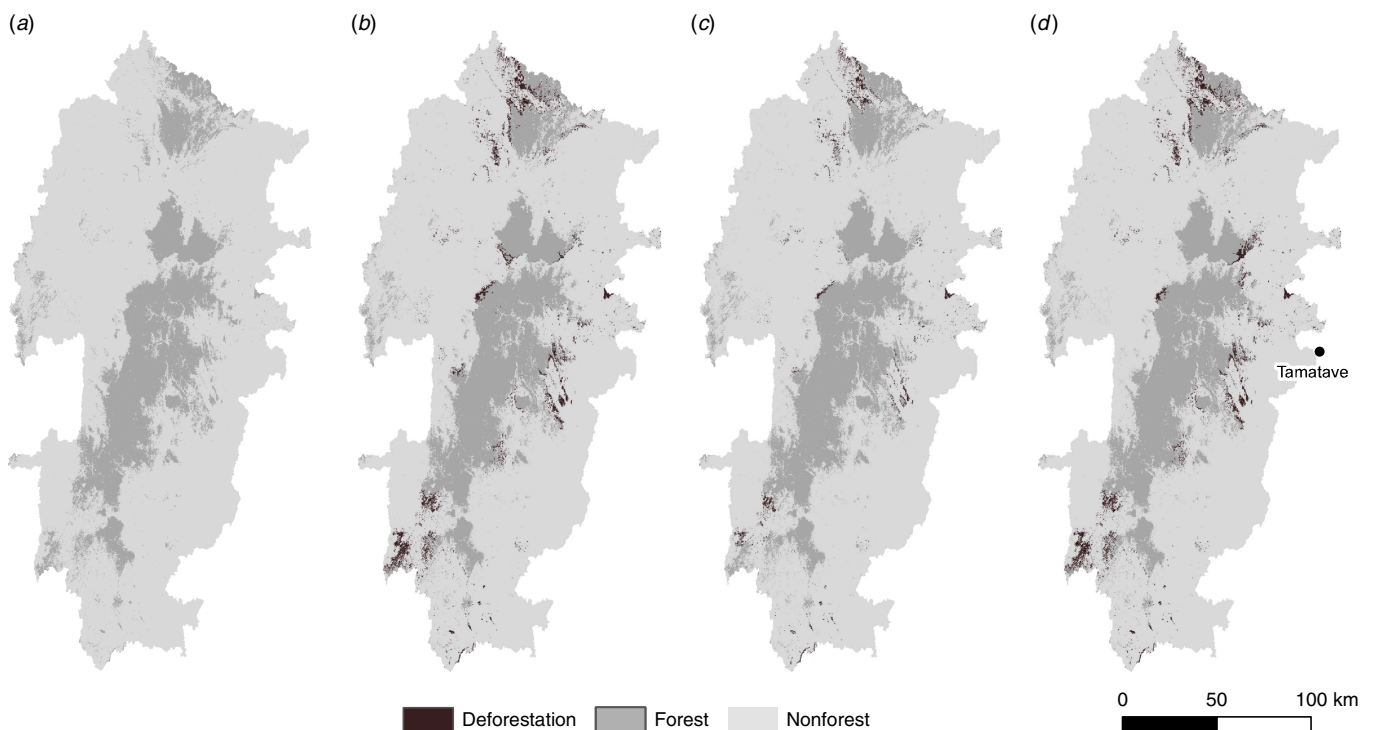 (a)
(b)
(c)
(d)
Tamatave
Deforestation
Forest
Nonforest
0 50 100 km